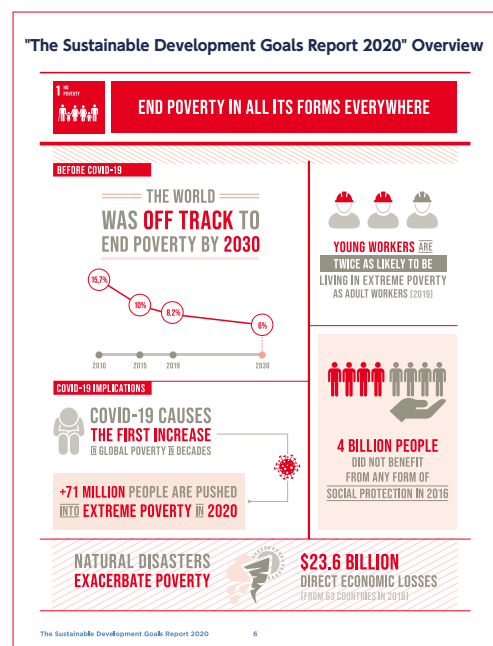 "The Sustainable Development Goals Report 2020" Overview
1 NO
POVERTY
END POVERTY IN ALL ITS FORMS EVERYWHERE
BEFORE COVID-19
THE WORLD
WAS OFF TRACK TO
END POVERTY BY 2030
15.7%
10%
8.2%
6%
2010
2015
2019
2030
YOUNG WORKERS ARE
TWICE AS LIKELY TO BE
LIVING IN EXTREME POVERTY
AS ADULT WORKERS (2019)
COVID-19 IMPLICATIONS
COVID-19 CAUSES
THE FIRST INCREASE
IN GLOBAL POVERTY IN DECADES
+71 MILLION PEOPLE ARE PUSHED
INTO EXTREME POVERTY IN 2020
4 BILLION PEOPLE
DID NOT BENEFIT
FROM ANY FORM OF
SOCIAL PROTECTION IN 2016
NATURAL DISASTERS
EXACERBATE POVERTY
$23.6 BILLION
DIRECT ECONOMIC LOSSES
(FROM 63 COUNTRIES IN 2018)
The Sustainable Development Goals Report 2020
6